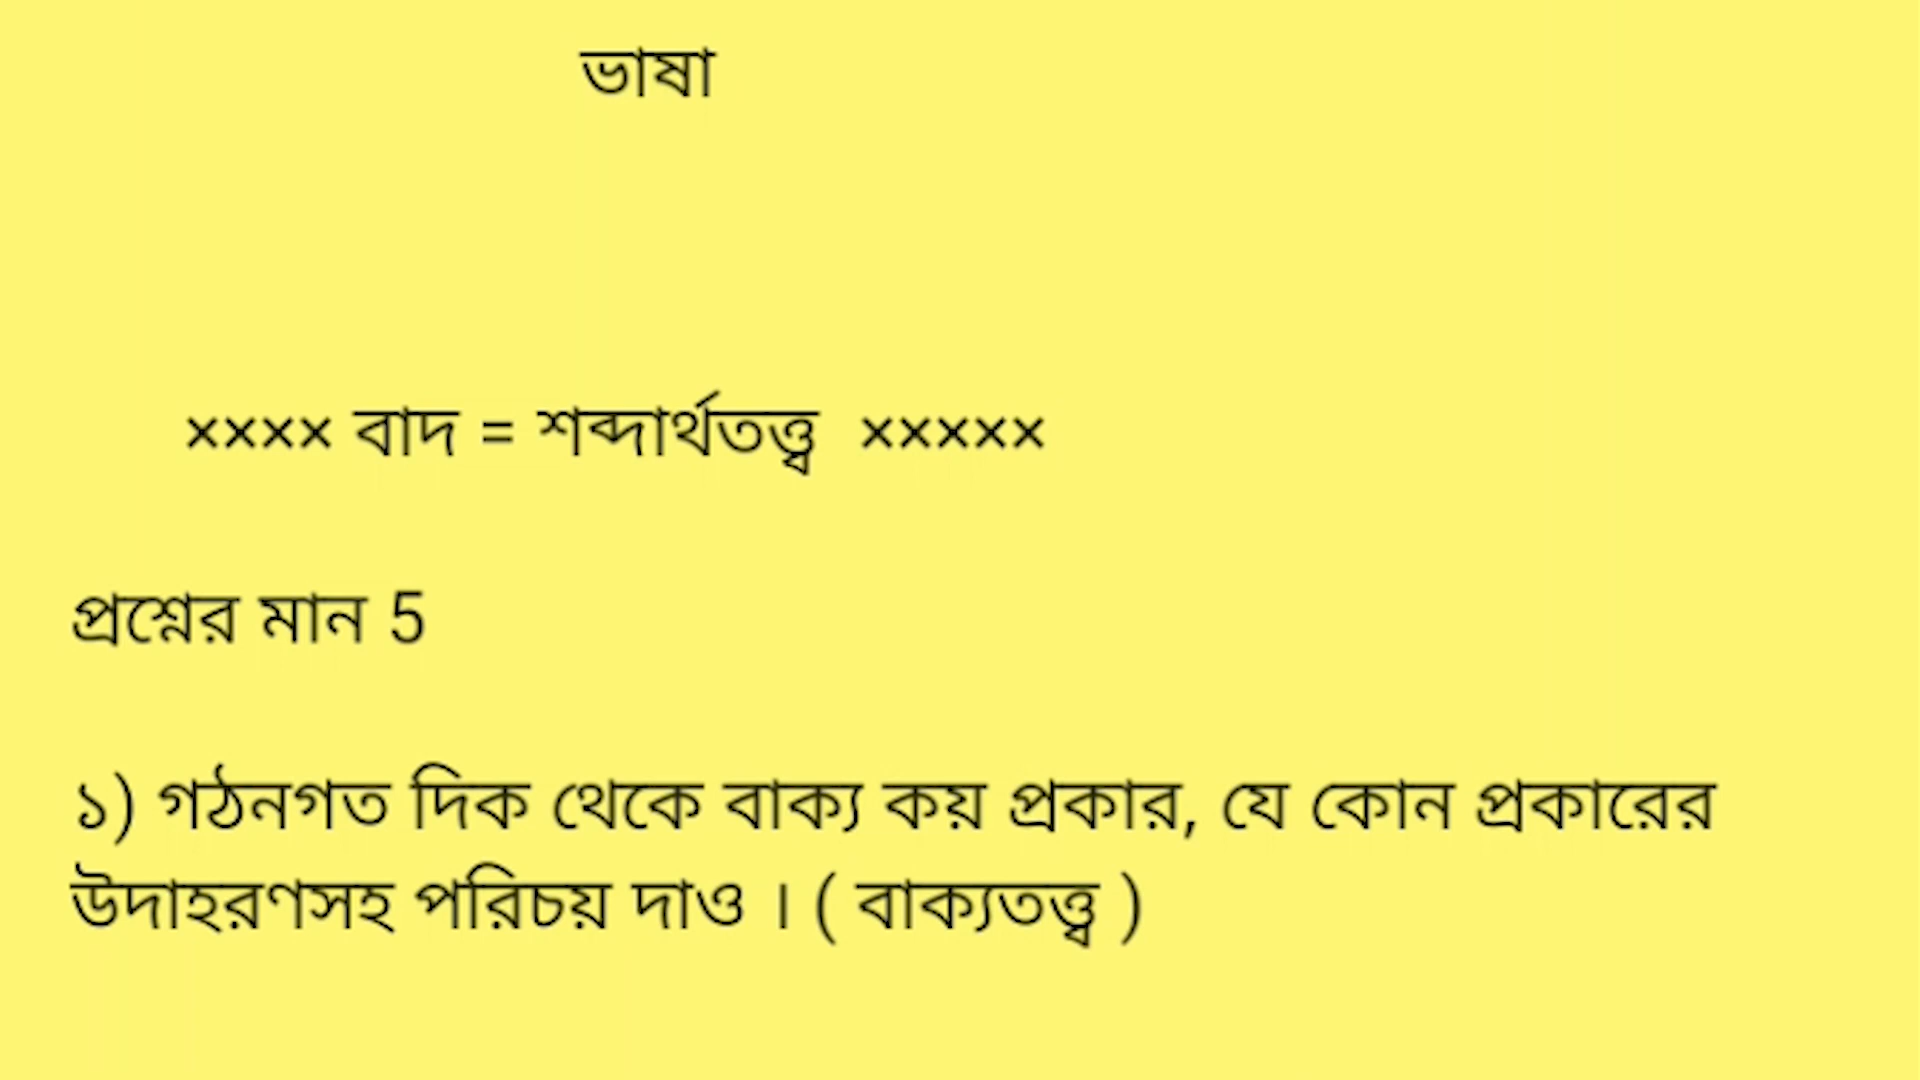 ভাষা
×××× বাদ = শব্দার্থতত্ত্ব ×××××
প্রশ্নের মান 5
১) গঠনগত দিক থেকে বাক্য কয় প্রকার, যে কোন প্রকারের
উদাহরণসহ পরিচয় দাও । ( বাক্যতত্ত্ব )